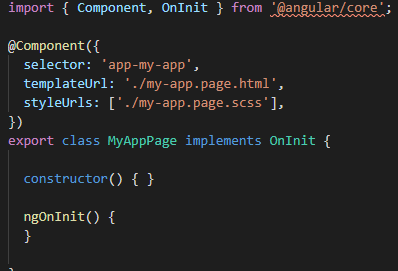 import { Component, OnInit } from '@angular/core';
@Component({
selector: 'app-my-app',
templateUrl: './my-app.page.html',
styleUrls: ['./my-app.page.scss'],
})
export class MyAppPage implements OnInit {
constructor() { }
ngOnInit() {
}
}